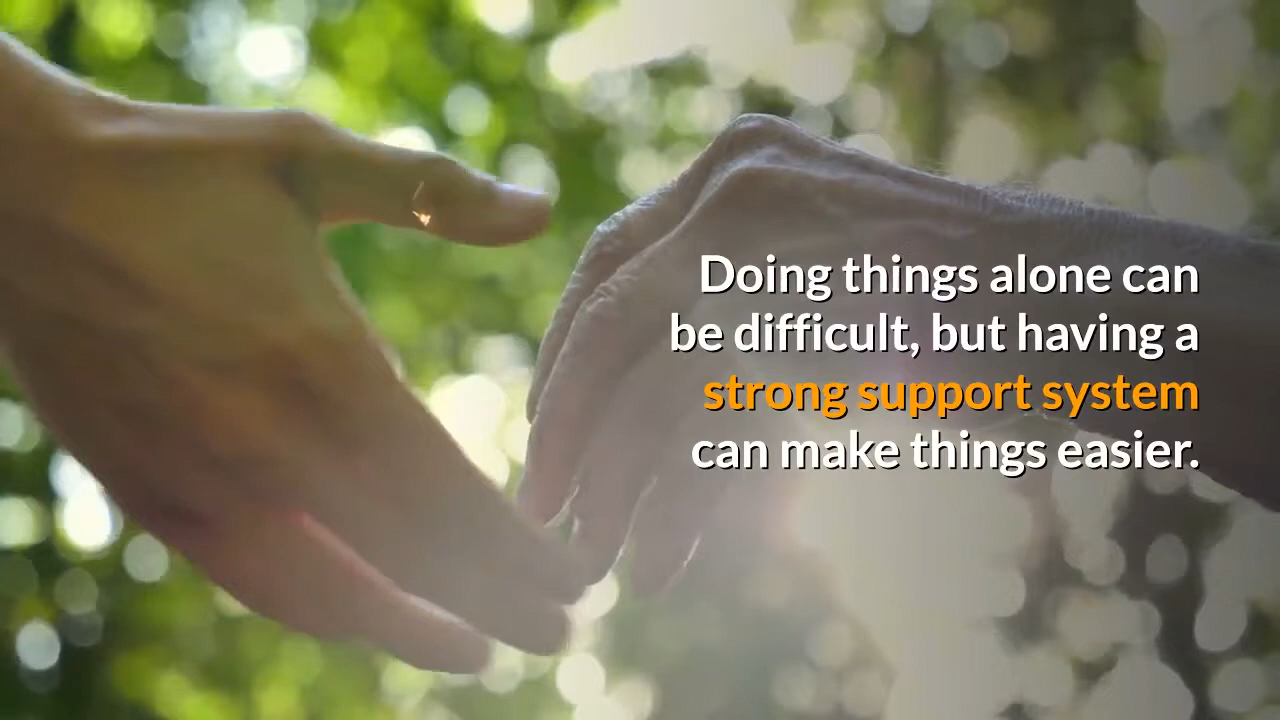 Doing things alone can
be difficult, but having a
strong support system
can make things easier.